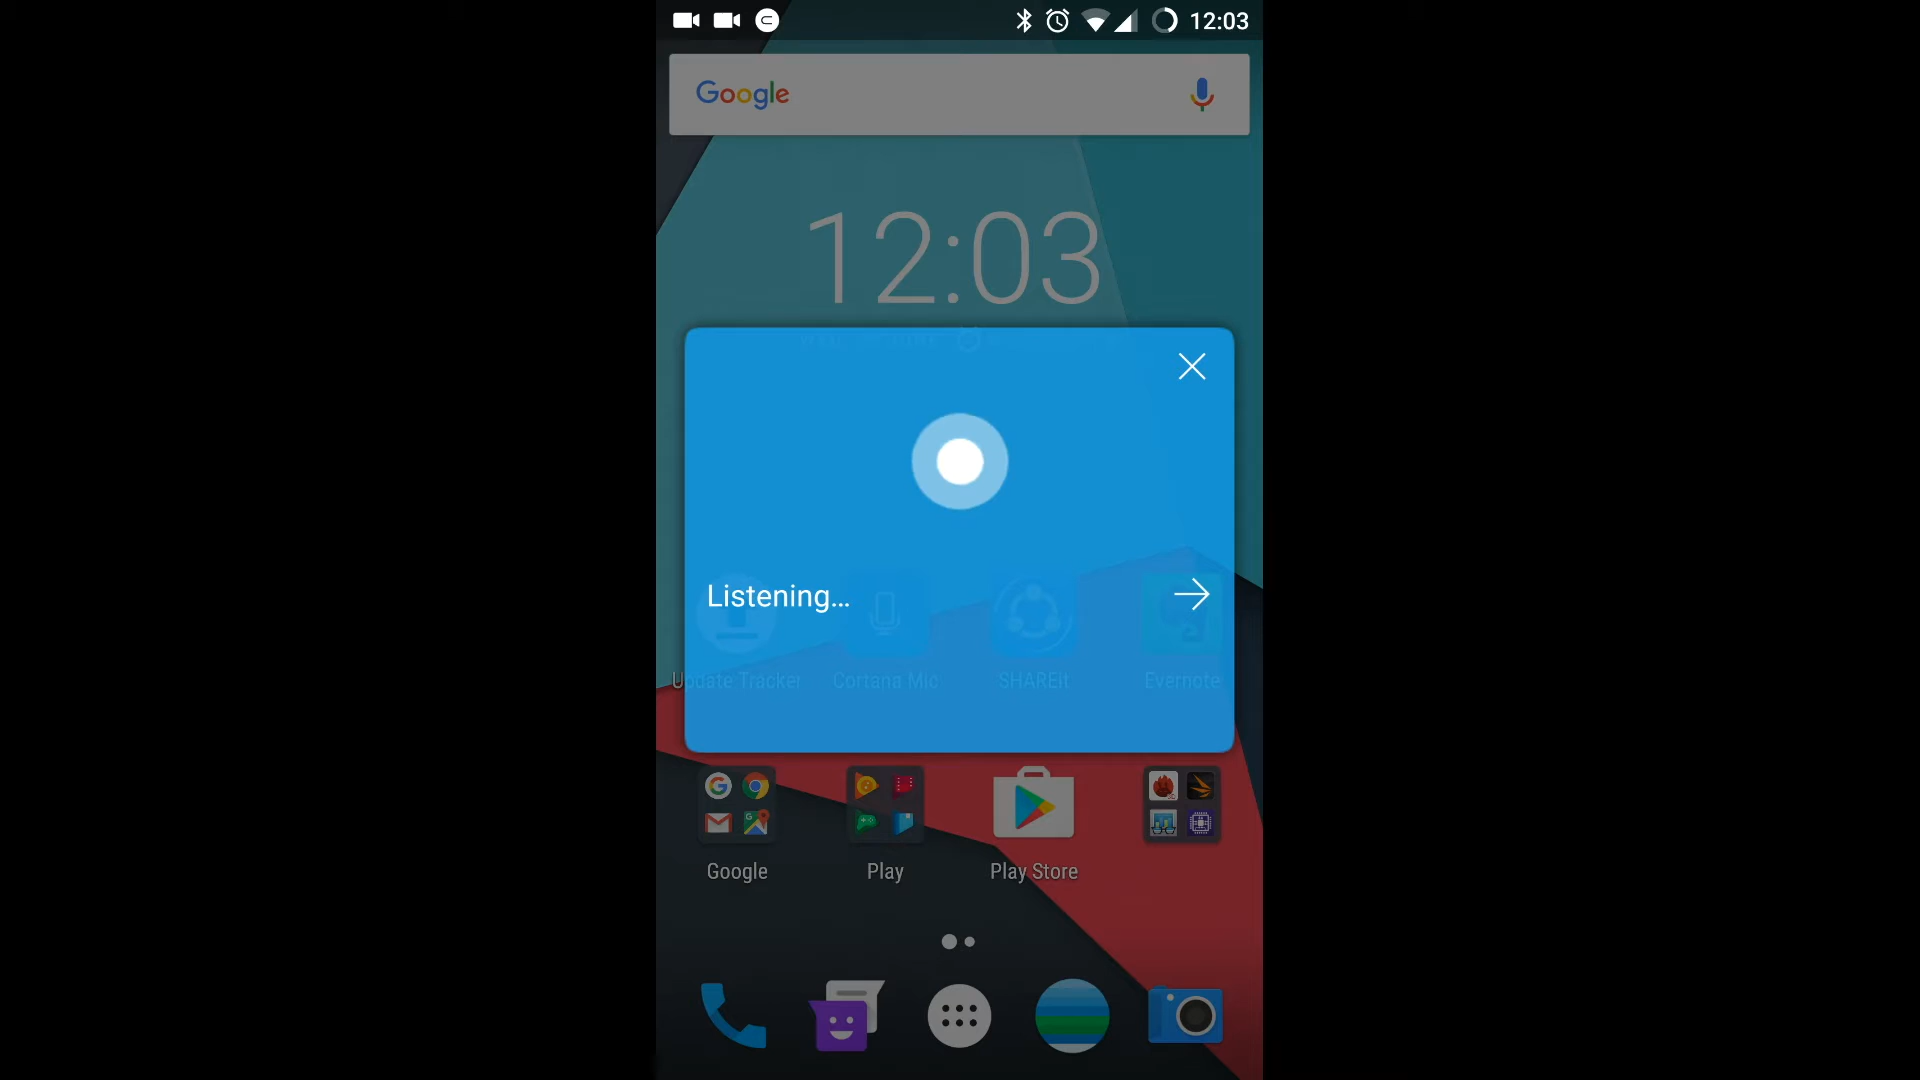 12:03
Google
12:03
Listening...
Update Tracker
Cortana Mic
SHAREit
Evernote
Google
Play
Play Store